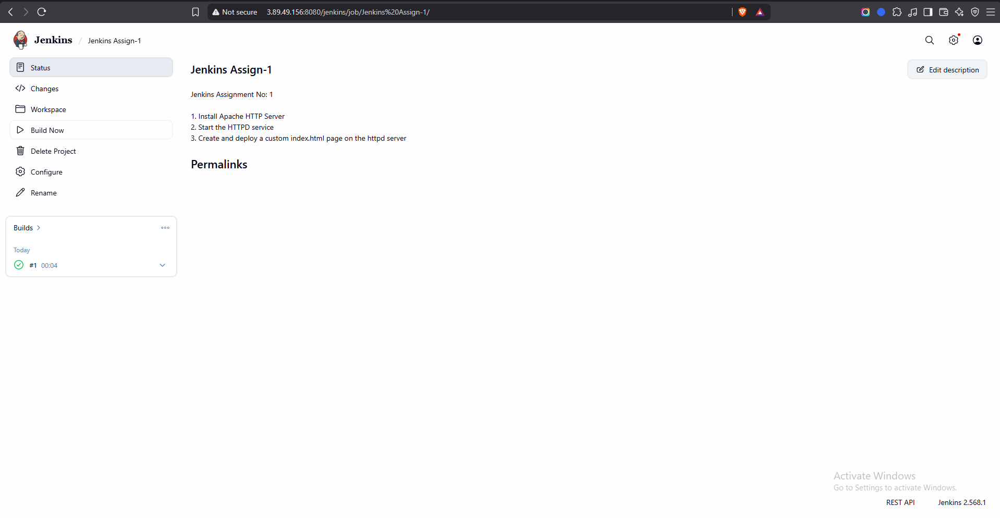 Not secure 3.89.49.156:8080/jenkins/job/Jenkins%20Assign-1/
Jenkins / Jenkins Assign-1
Status
Changes
Workspace
Build Now
Delete Project
Configure
Rename
Builds
Today
#1 00:04
Jenkins Assign-1
Edit description
Jenkins Assignment No: 1
1. Install Apache HTTP Server
2. Start the HTTPD service
3. Create and deploy a custom index.html page on the httpd server
Permalinks
Activate Windows
Go to Settings to activate Windows.
REST API Jenkins 2.568.1